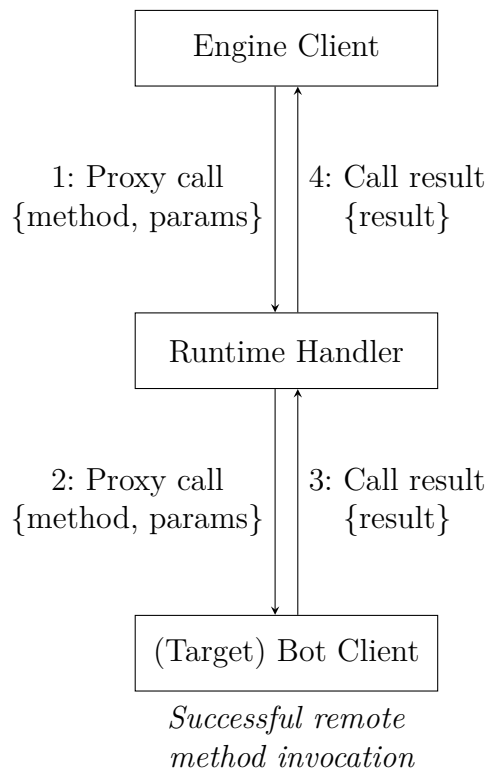 Engine Client
1: Proxy call
{method, params}
4: Call result
{result}
Runtime Handler
2: Proxy call
{method, params}
3: Call result
{result}
(Target) Bot Client
Successful remote
method invocation